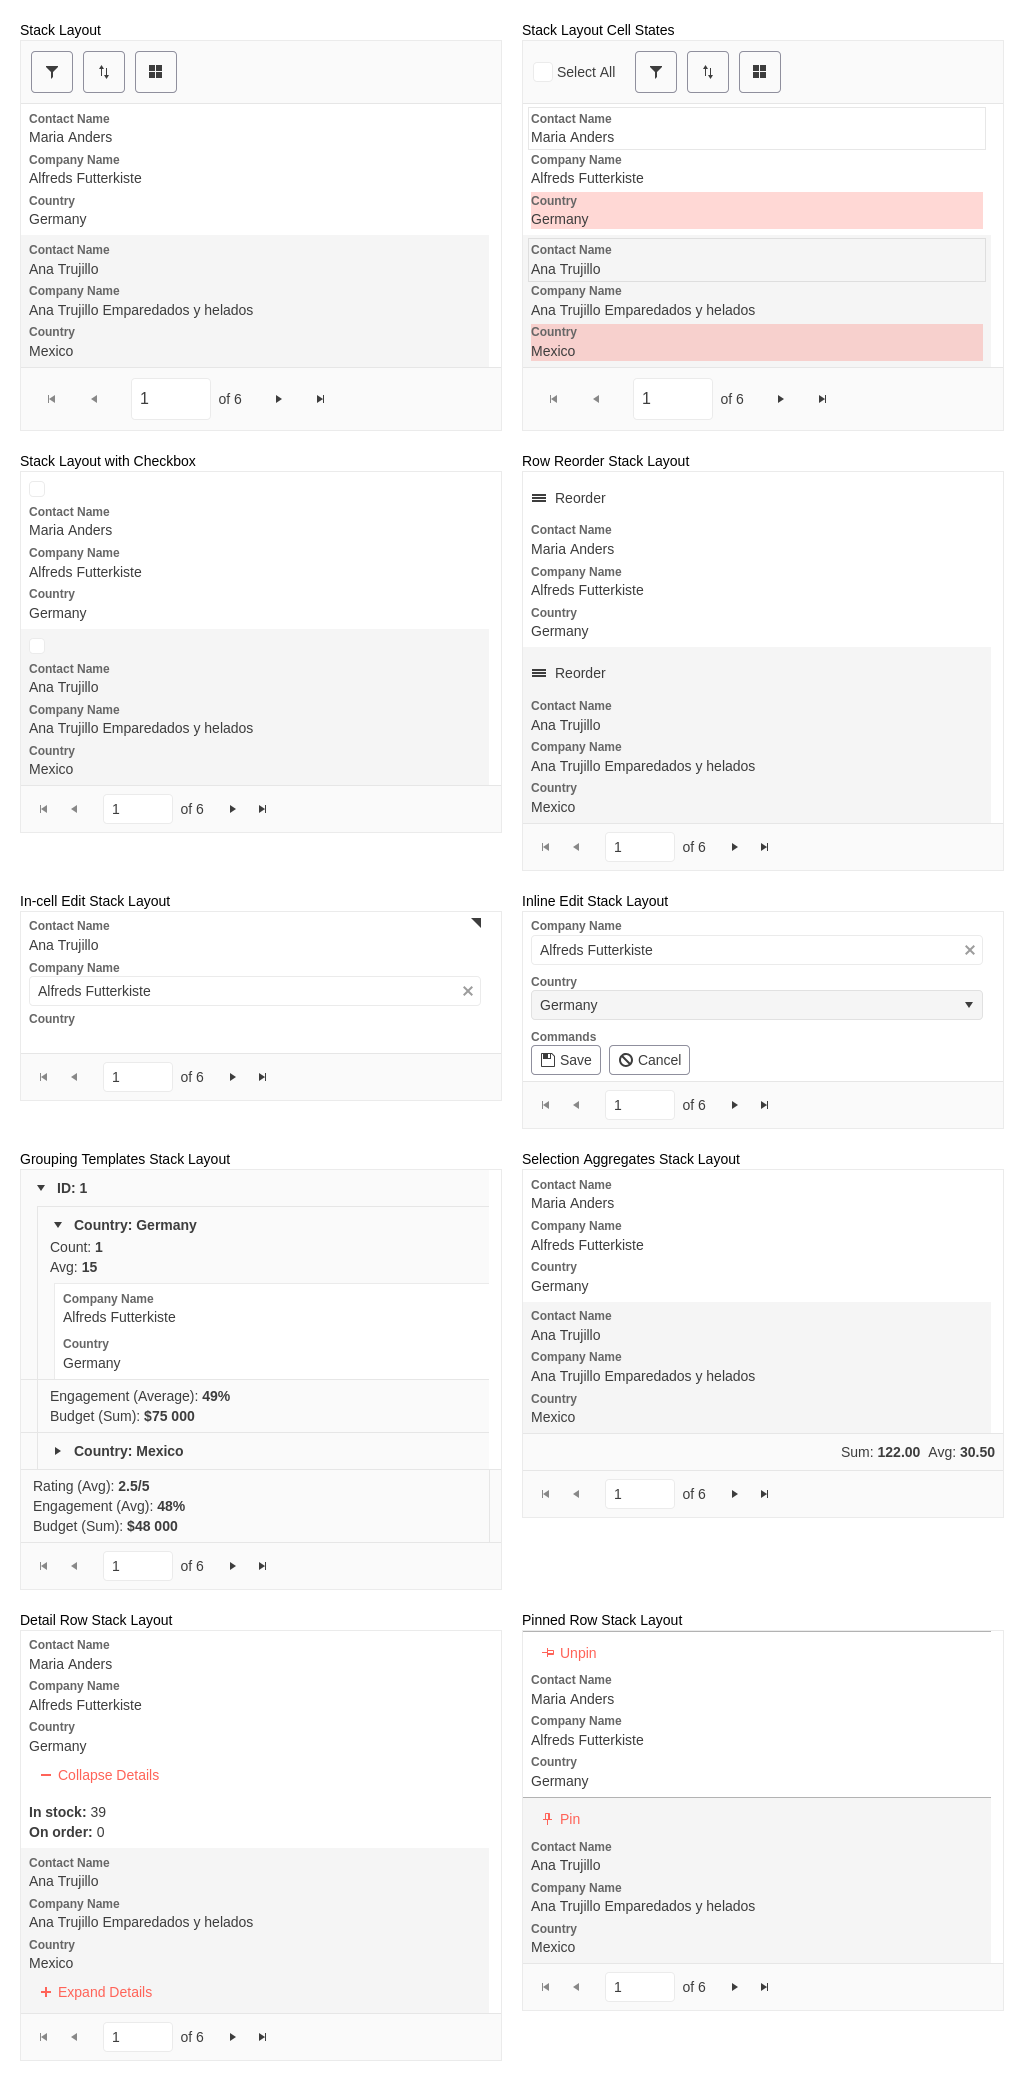 Stack Layout
Contact Name
Maria Anders
Company Name
Alfreds Futterkiste
Country
Germany
Contact Name
Ana Trujillo
Company Name
Ana Trujillo Emparedados y helados
Country
Mexico
1 of 6
Stack Layout Cell States
Select All
Contact Name
Maria Anders
Company Name
Alfreds Futterkiste
Country
Germany
Contact Name
Ana Trujillo
Company Name
Ana Trujillo Emparedados y helados
Country
Mexico
1 of 6
Stack Layout with Checkbox
Contact Name
Maria Anders
Company Name
Alfreds Futterkiste
Country
Germany
Contact Name
Ana Trujillo
Company Name
Ana Trujillo Emparedados y helados
Country
Mexico
1 of 6
Row Reorder Stack Layout
Reorder
Contact Name
Maria Anders
Company Name
Alfreds Futterkiste
Country
Germany
Reorder
Contact Name
Ana Trujillo
Company Name
Ana Trujillo Emparedados y helados
Country
Mexico
1 of 6
In-cell Edit Stack Layout
Contact Name
Ana Trujillo
Company Name
Alfreds Futterkiste
Country
1 of 6
Inline Edit Stack Layout
Company Name
Alfreds Futterkiste
Country
Germany
Commands
Save Cancel
1 of 6
Grouping Templates Stack Layout
ID: 1
Country: Germany
Count: 1
Avg: 15
Company Name
Alfreds Futterkiste
Country
Germany
Engagement (Average): 49%
Budget (Sum): $75 000
Country: Mexico
Rating (Avg): 2.5/5
Engagement (Avg): 48%
Budget (Sum): $48 000
1 of 6
Selection Aggregates Stack Layout
Contact Name
Maria Anders
Company Name
Alfreds Futterkiste
Country
Germany
Contact Name
Ana Trujillo
Company Name
Ana Trujillo Emparedados y helados
Country
Mexico
Sum: 122.00 Avg: 30.50
1 of 6
Detail Row Stack Layout
Contact Name
Maria Anders
Company Name
Alfreds Futterkiste
Country
Germany
Collapse Details
In stock: 39
On order: 0
Contact Name
Ana Trujillo
Company Name
Ana Trujillo Emparedados y helados
Country
Mexico
Expand Details
1 of 6
Pinned Row Stack Layout
Unpin
Contact Name
Maria Anders
Company Name
Alfreds Futterkiste
Country
Germany
Pin
Contact Name
Ana Trujillo
Company Name
Ana Trujillo Emparedados y helados
Country
Mexico
1 of 6